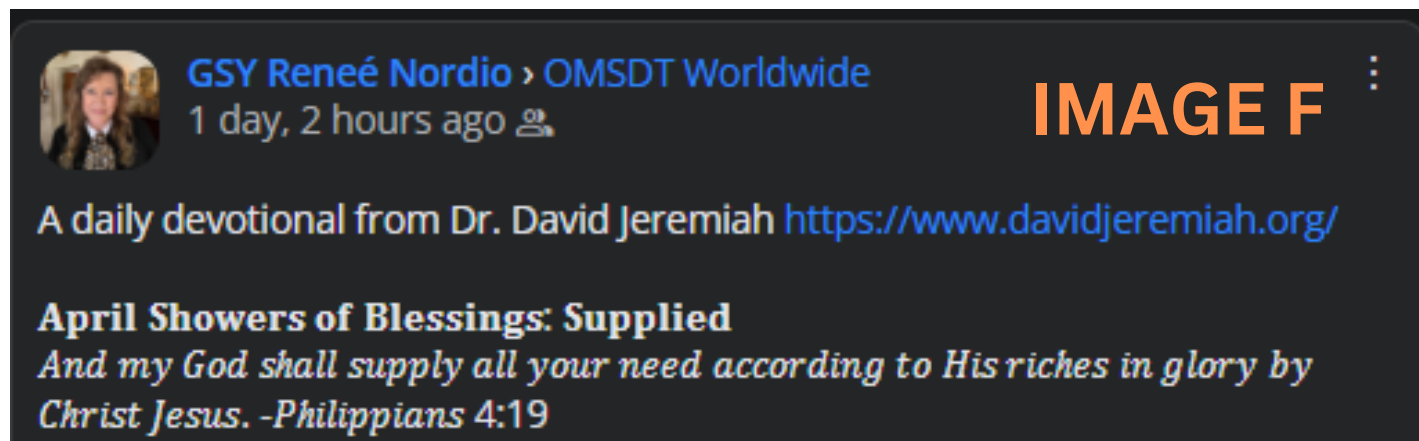 GSY Reneé Nordio › OMSDT Worldwide
1 day, 2 hours ago
IMAGE F
A daily devotional from Dr. David Jeremiah https://www.davidjeremiah.org/
April Showers of Blessings: Supplied
And my God shall supply all your need according to His riches in glory by
Christ Jesus. -Philippians 4:19